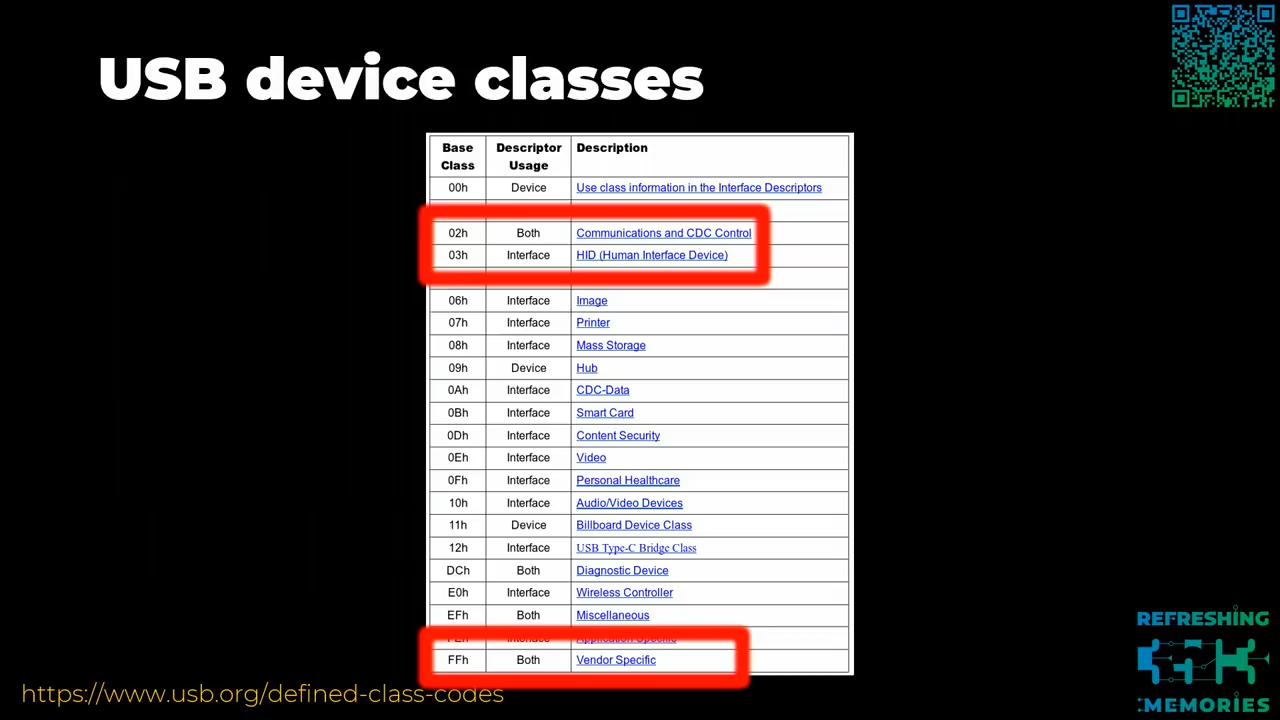 USB device classes
Base Class Descriptor Usage Description
00h Device Use class information in the Interface Descriptors
02h Both Communications and CDC Control
03h Interface HID (Human Interface Device)
06h Interface Image
07h Interface Printer
08h Interface Mass Storage
09h Device Hub
0Ah Interface CDC-Data
0Bh Interface Smart Card
0Dh Interface Content Security
0Eh Interface Video
0Fh Interface Personal Healthcare
10h Interface Audio/Video Devices
11h Device Billboard Device Class
12h Interface USB Type-C Bridge Class
DCh Both Diagnostic Device
E0h Interface Wireless Controller
EFh Both Miscellaneous
FEh Interface Application Specific
FFh Both Vendor Specific
https://www.usb.org/defined-class-codes
REFRESHING
MEMORIES